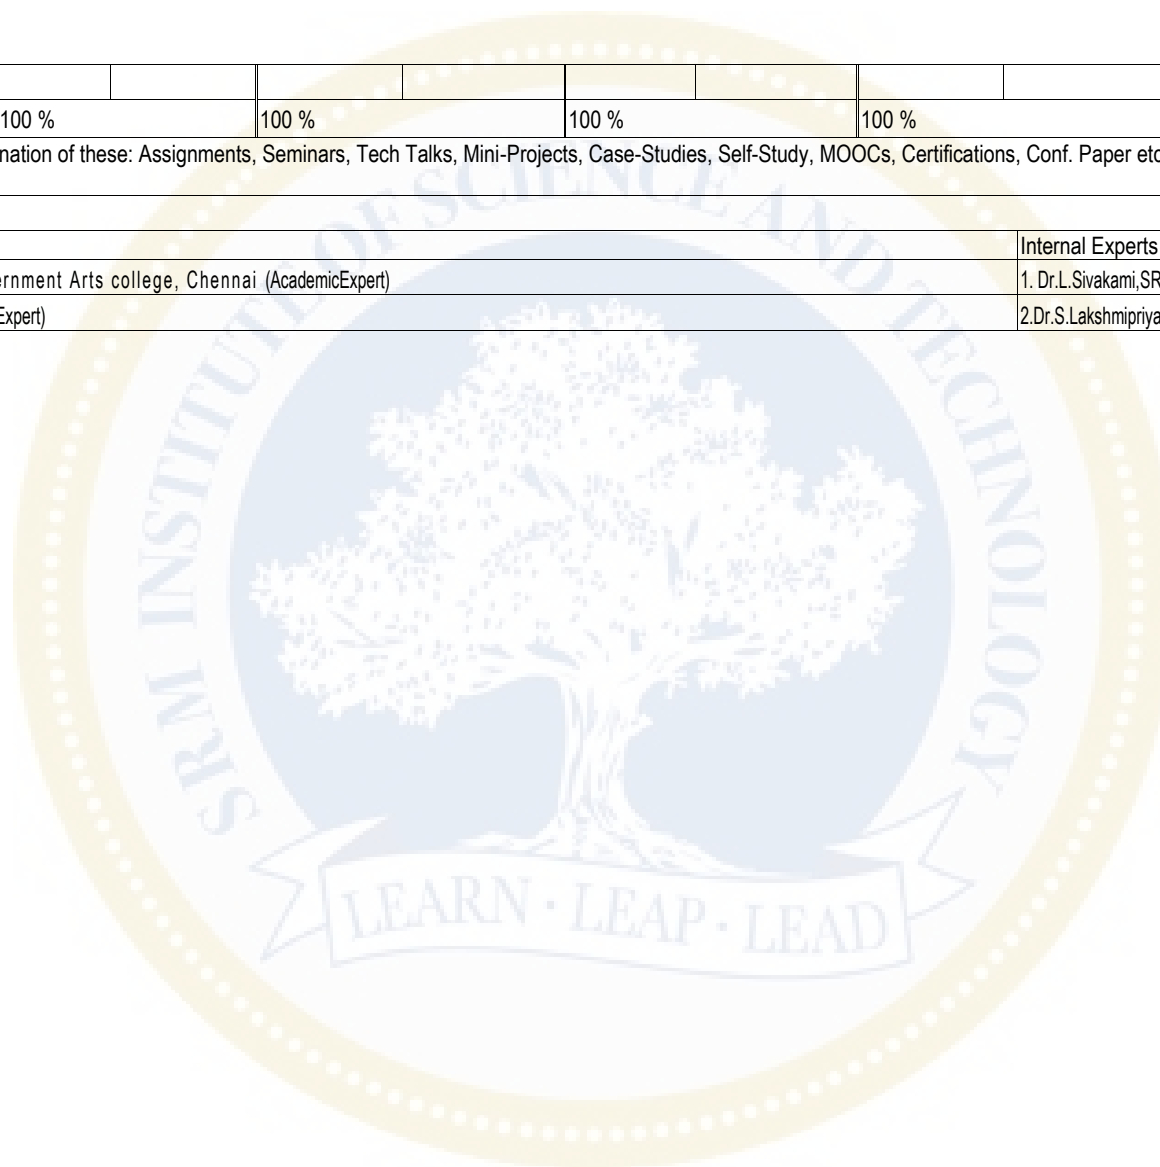 100 % 100 % 100 % 100 %
nation of these: Assignments, Seminars, Tech Talks, Mini-Projects, Case-Studies, Self-Study, MOOCs, Certifications, Conf. Paper etc
Internal Experts
ernment Arts college, Chennai (AcademicExpert) 1. Dr.L.Sivakami,SR
Expert) 2.Dr.S.Lakshmipriya
SRM INSTITUTE OF SCIENCE AND TECHNOLOGY
LEARN · LEAP · LEAD